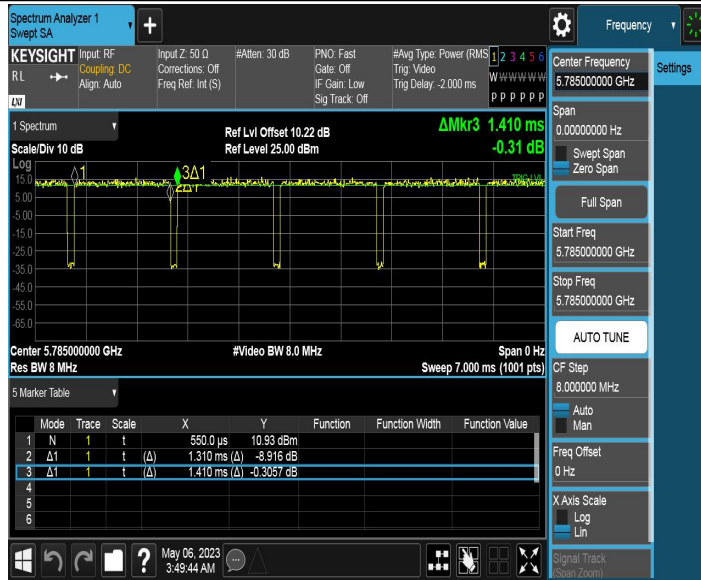 Spectrum Analyzer 1
Swept SA
Frequency
KEYSIGHT
RL
LXI
Input: RF
Coupling: DC
Align: Auto
Input Z: 50 Ω
Corrections: Off
Freq Ref: Int (S)
#Atten: 30 dB
PNO: Fast
Gate: Off
IF Gain: Low
Sig Track: Off
#Avg Type: Power (RMS
Trig: Video
Trig Delay: -2.000 ms
1 2 3 4 5 6
W W W W W W
P P P P P P
Center Frequency
5.785000000 GHz
Settings
Span
0.00000000 Hz
Swept Span
Zero Span
Full Span
Start Freq
5.785000000 GHz
Stop Freq
5.785000000 GHz
AUTO TUNE
CF Step
8.000000 MHz
Auto
Man
Freq Offset
0 Hz
X Axis Scale
Log
Lin
Signal Track
(Span Zoom)
1 Spectrum
Scale/Div 10 dB
Ref Lvl Offset 10.22 dB
Ref Level 25.00 dBm
ΔMkr3 1.410 ms
-0.31 dB
Log
15.0
5.00
-5.00
-15.0
-25.0
-35.0
-45.0
-55.0
-65.0
1
3Δ1
2Δ1
TRIG LVL
Center 5.785000000 GHz
Res BW 8 MHz
#Video BW 8.0 MHz
Span 0 Hz
Sweep 7.000 ms (1001 pts)
5 Marker Table
Mode Trace Scale X Y Function Function Width Function Value
1 N 1 t 550.0 µs 10.93 dBm
2 Δ1 1 t (Δ) 1.310 ms (Δ) -8.916 dB
3 Δ1 1 t (Δ) 1.410 ms (Δ) -0.3057 dB
4
5
6
?
May 06, 2023
3:49:44 AM